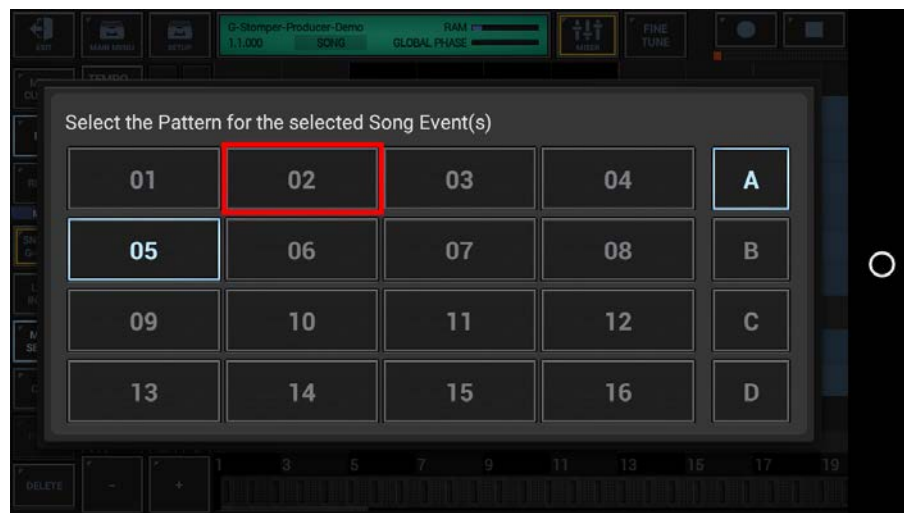 G-Stomper-Producer-Demo RAM
1.1.000 SONG GLOBAL PHASE
EXIT MAIN MENU SETUP MIXER FINE TUNE
TEMPO
Select the Pattern for the selected Song Event(s)
01 02 03 04 A
05 06 07 08 B
09 10 11 12 C
13 14 15 16 D
1 3 5 7 9 11 13 15 17 19
DELETE - +